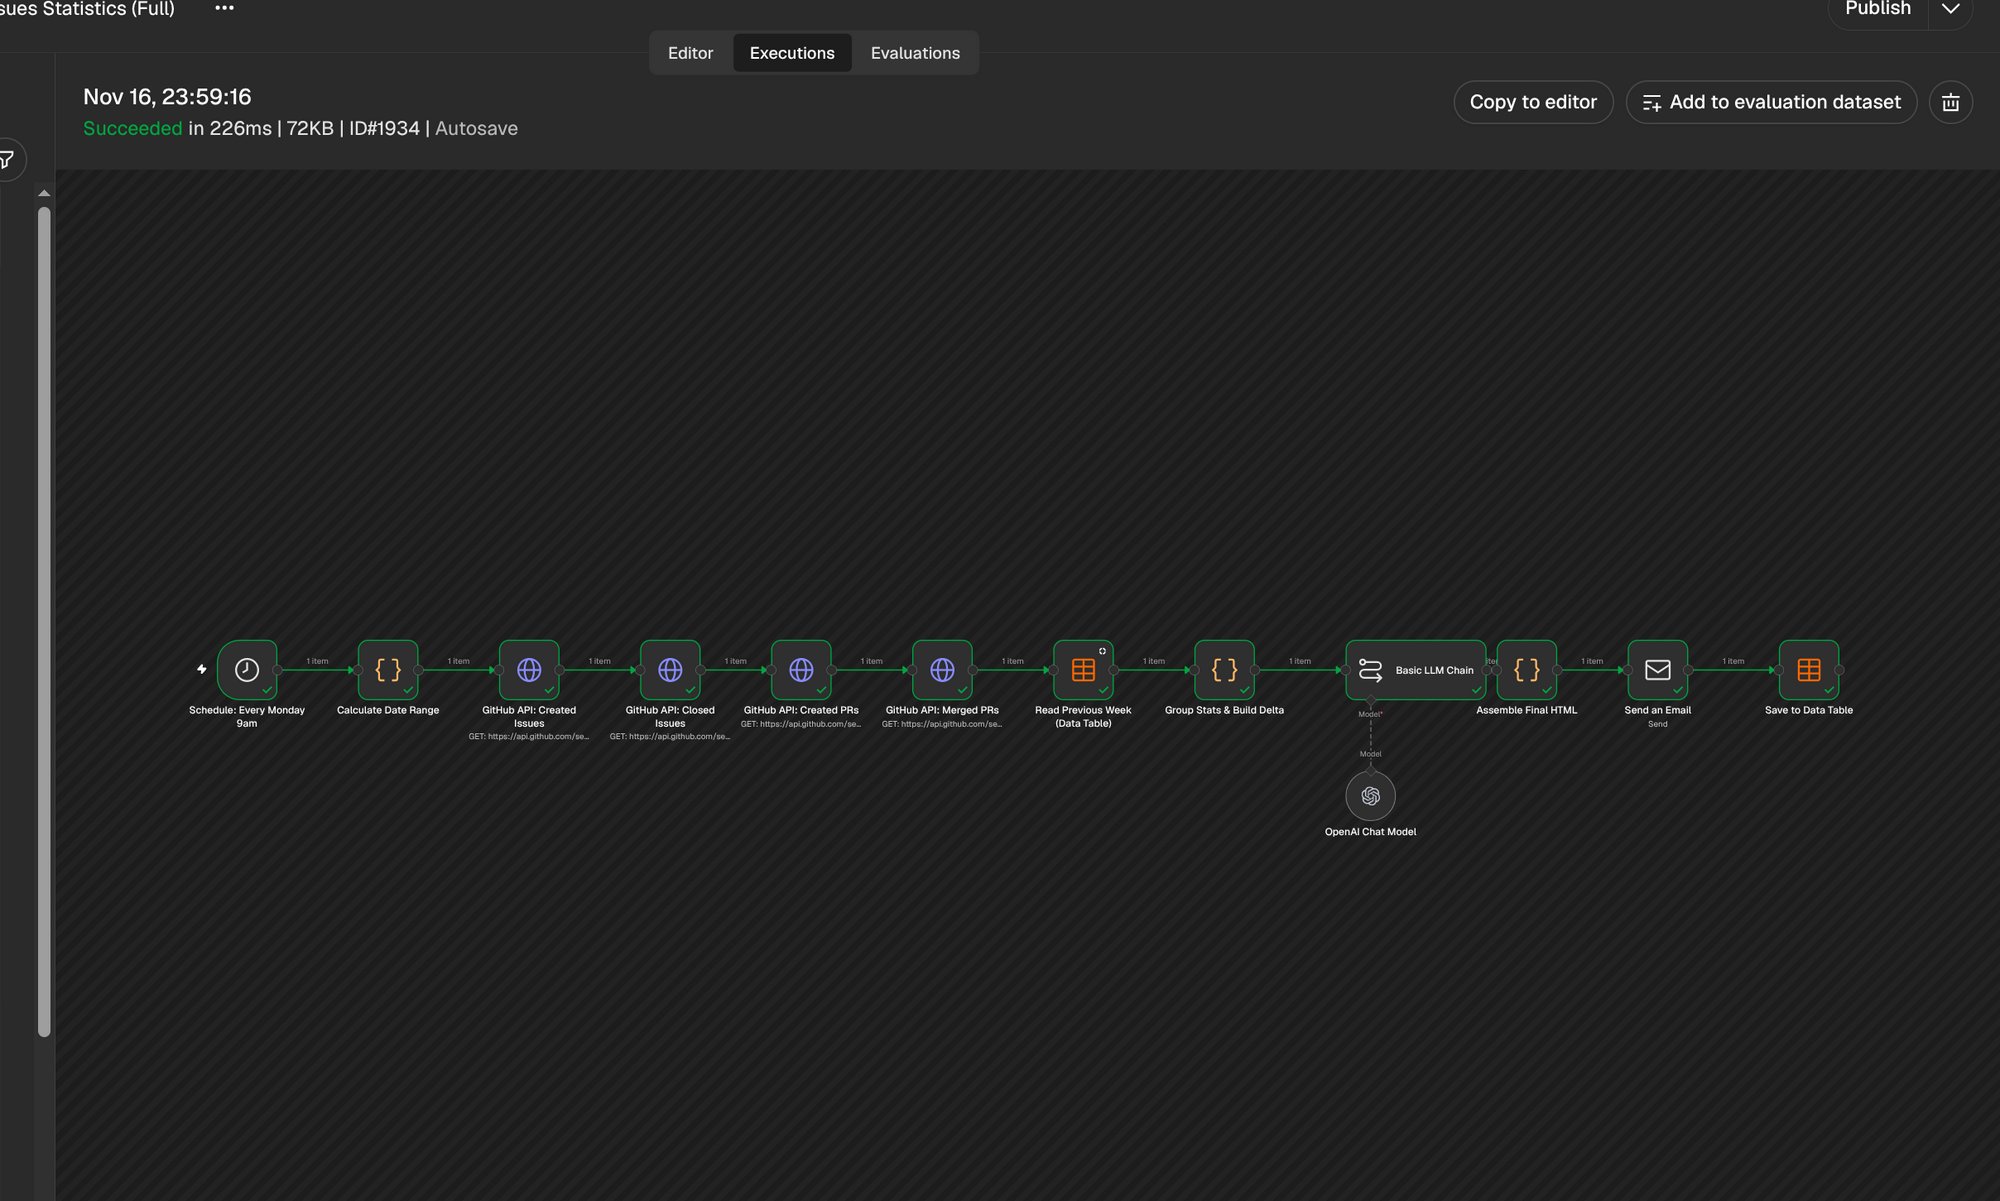 sues Statistics (Full)
Publish
Editor
Executions
Evaluations
Nov 16, 23:59:16
Succeeded in 226ms | 72KB | ID#1934 | Autosave
Copy to editor
Add to evaluation dataset
1 item
1 item
1 item
1 item
1 item
1 item
1 item
1 item
1 item
1 item
Basic LLM Chain
Schedule: Every Monday
9am
Calculate Date Range
GitHub API: Created
Issues
GET: https://api.github.com/se...
GitHub API: Closed
Issues
GET: https://api.github.com/se...
GitHub API: Created PRs
GET: https://api.github.com/se...
GitHub API: Merged PRs
GET: https://api.github.com/se...
Read Previous Week
(Data Table)
Group Stats & Build Delta
Model*
Model
OpenAI Chat Model
Assemble Final HTML
Send an Email
Send
Save to Data Table